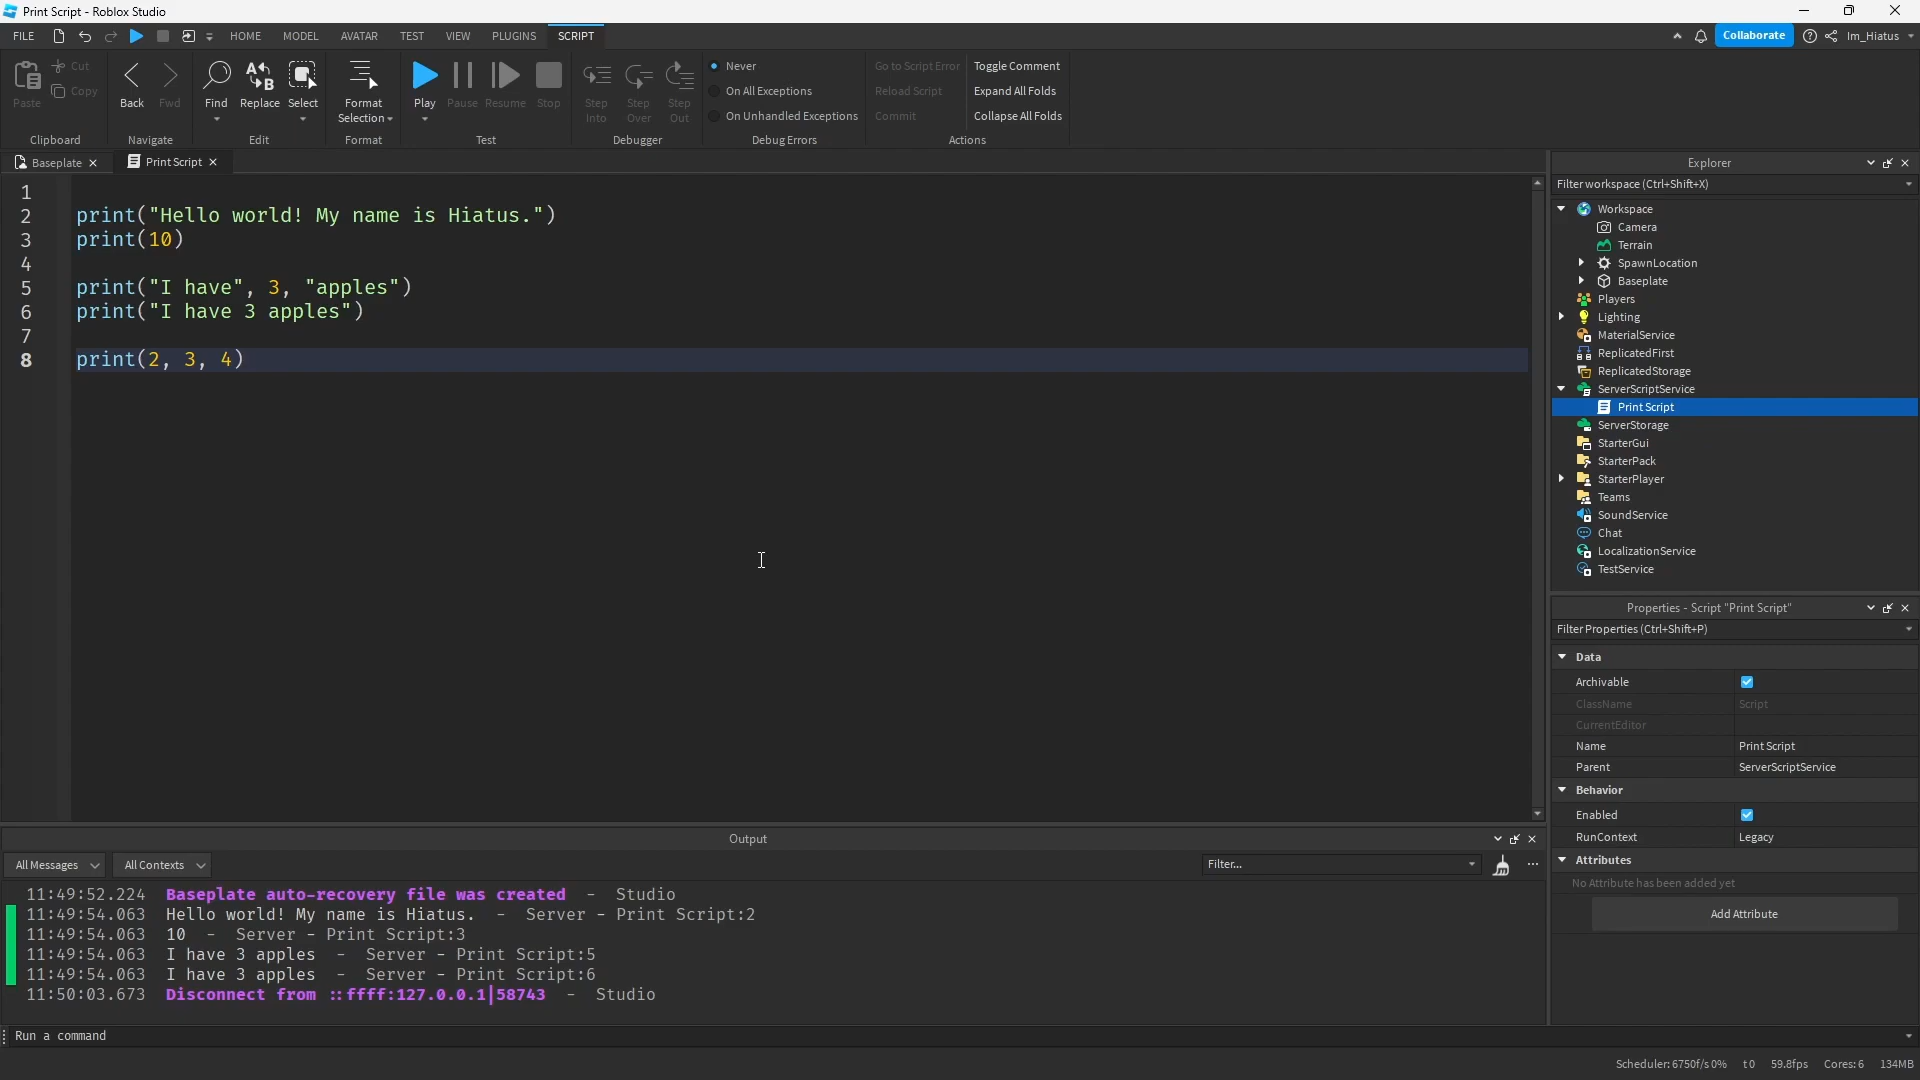 Print Script - Roblox Studio
FILE HOME MODEL AVATAR TEST VIEW PLUGINS SCRIPT Collaborate Im_Hiatus
Paste Cut Copy Clipboard
Back Fwd Navigate
Find Replace Select Edit
Format Selection Format
Play Pause Resume Stop Test
Step Into Step Over Step Out Debugger
Never
On All Exceptions
On Unhandled Exceptions
Debug Errors
Go to Script Error Toggle Comment
Reload Script Expand All Folds
Commit Collapse All Folds
Actions
Baseplate Print Script
1
2 print("Hello world! My name is Hiatus.")
3 print(10)
4
5 print("I have", 3, "apples")
6 print("I have 3 apples")
7
8 print(2, 3, 4)
Explorer
Filter workspace (Ctrl+Shift+X)
Workspace
Camera
Terrain
SpawnLocation
Baseplate
Players
Lighting
MaterialService
ReplicatedFirst
ReplicatedStorage
ServerScriptService
Print Script
ServerStorage
StarterGui
StarterPack
StarterPlayer
Teams
SoundService
Chat
LocalizationService
TestService
Properties - Script "Print Script"
Filter Properties (Ctrl+Shift+P)
Data
Archivable
ClassName Script
CurrentEditor
Name Print Script
Parent ServerScriptService
Behavior
Enabled
RunContext Legacy
Attributes
No Attribute has been added yet
Add Attribute
Output
All Messages All Contexts Filter...
11:49:52.224 Baseplate auto-recovery file was created - Studio
11:49:54.063 Hello world! My name is Hiatus. - Server - Print Script:2
11:49:54.063 10 - Server - Print Script:3
11:49:54.063 I have 3 apples - Server - Print Script:5
11:49:54.063 I have 3 apples - Server - Print Script:6
11:50:03.673 Disconnect from ::ffff:127.0.0.1|58743 - Studio
Run a command
Scheduler: 6750f/s 0% t0 59.8fps Cores: 6 134MB